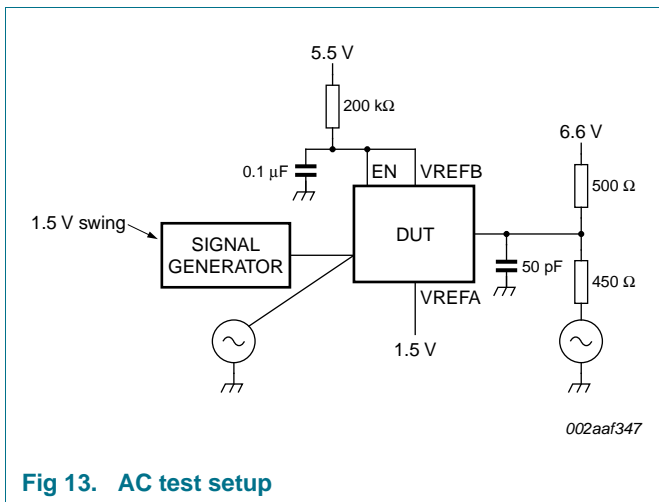 5.5 V
200 kΩ
6.6 V
0.1 μF
EN
VREFB
500 Ω
1.5 V swing
SIGNAL
GENERATOR
DUT
50 pF
450 Ω
VREFA
1.5 V
002aaf347
Fig 13. AC test setup